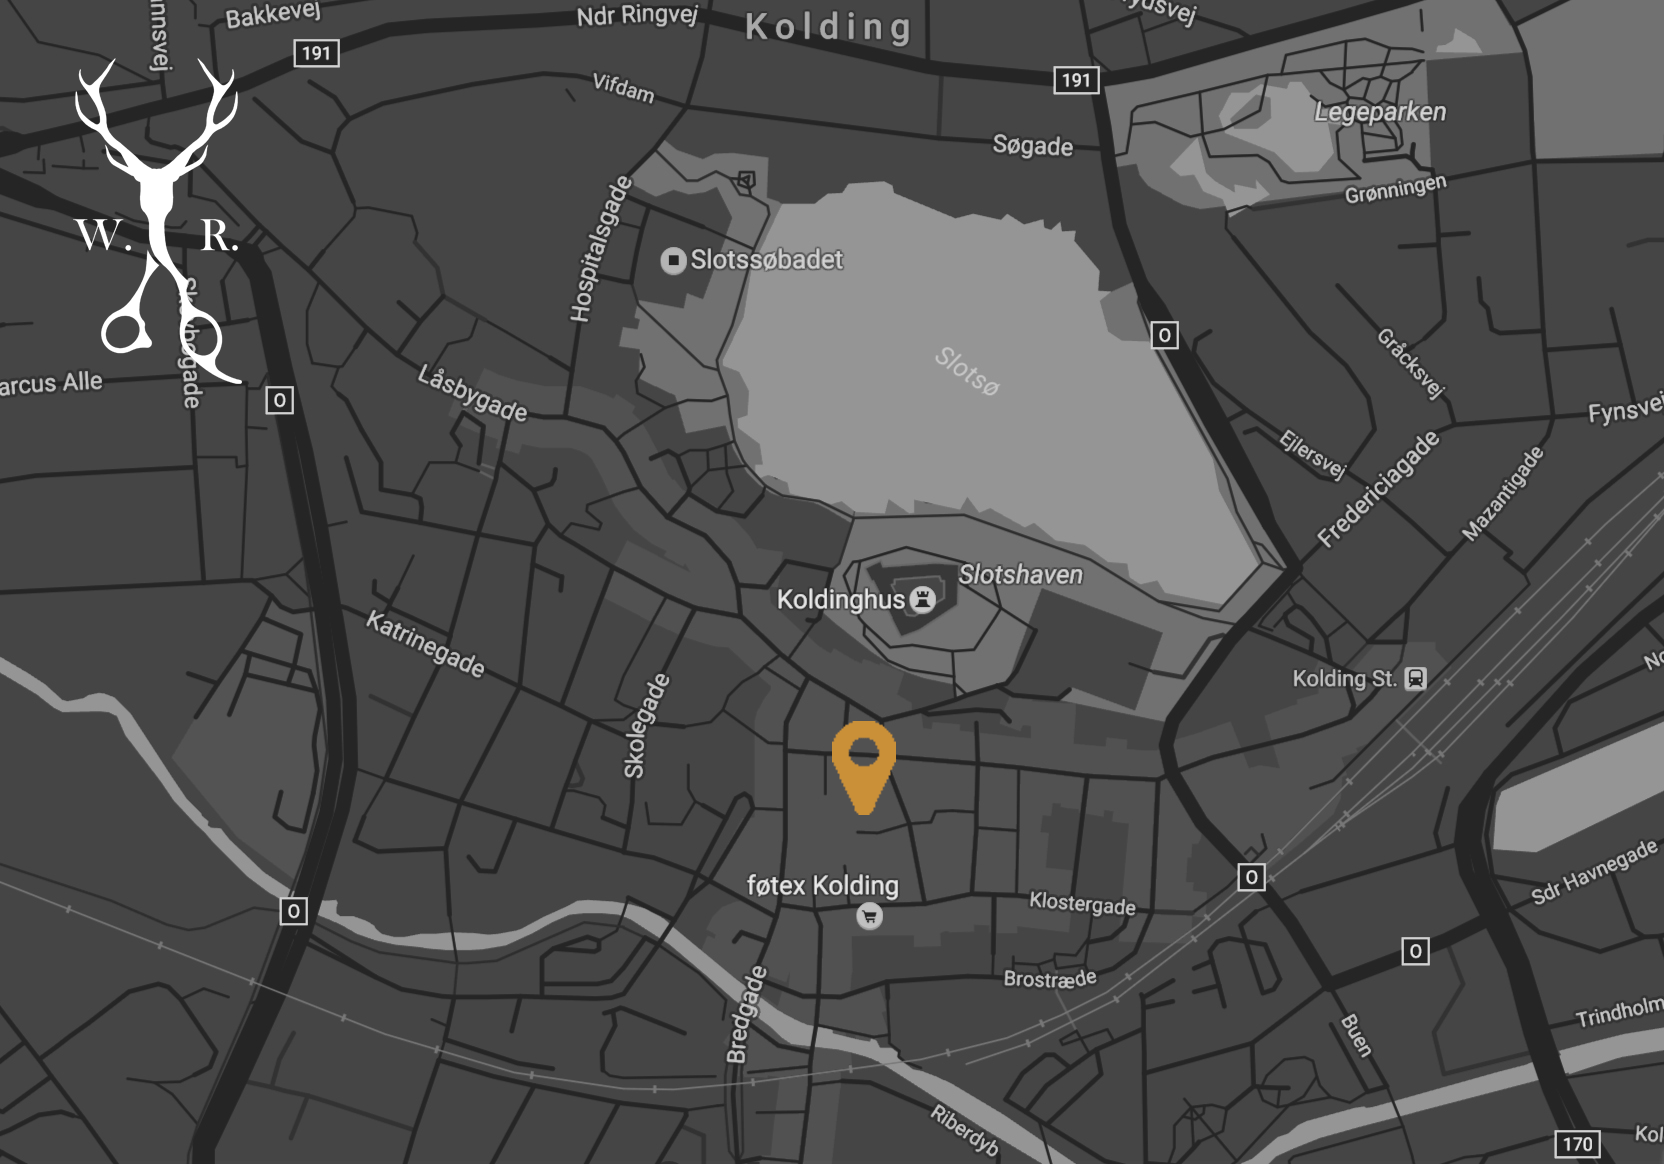 Bakkevej
Ndr Ringvej
Kolding
191
191
Vifdam
Søgade
Legeparken
Grønningen
W. R.
Hospitalsgade
Slotssøbadet
0
Slotsø
Gråcksvej
arcus Alle
0
Låsbygade
Fynsvej
Ejlersvej
Fredericiagade
Mazantigade
Slotshaven
Koldinghus
Katrinegade
Kolding St.
Skolegade
føtex Kolding
0
Klostergade
Sdr Havnegade
0
0
Brostræde
Bredgade
Buen
Trindholm
Riberdyb
170
Kol